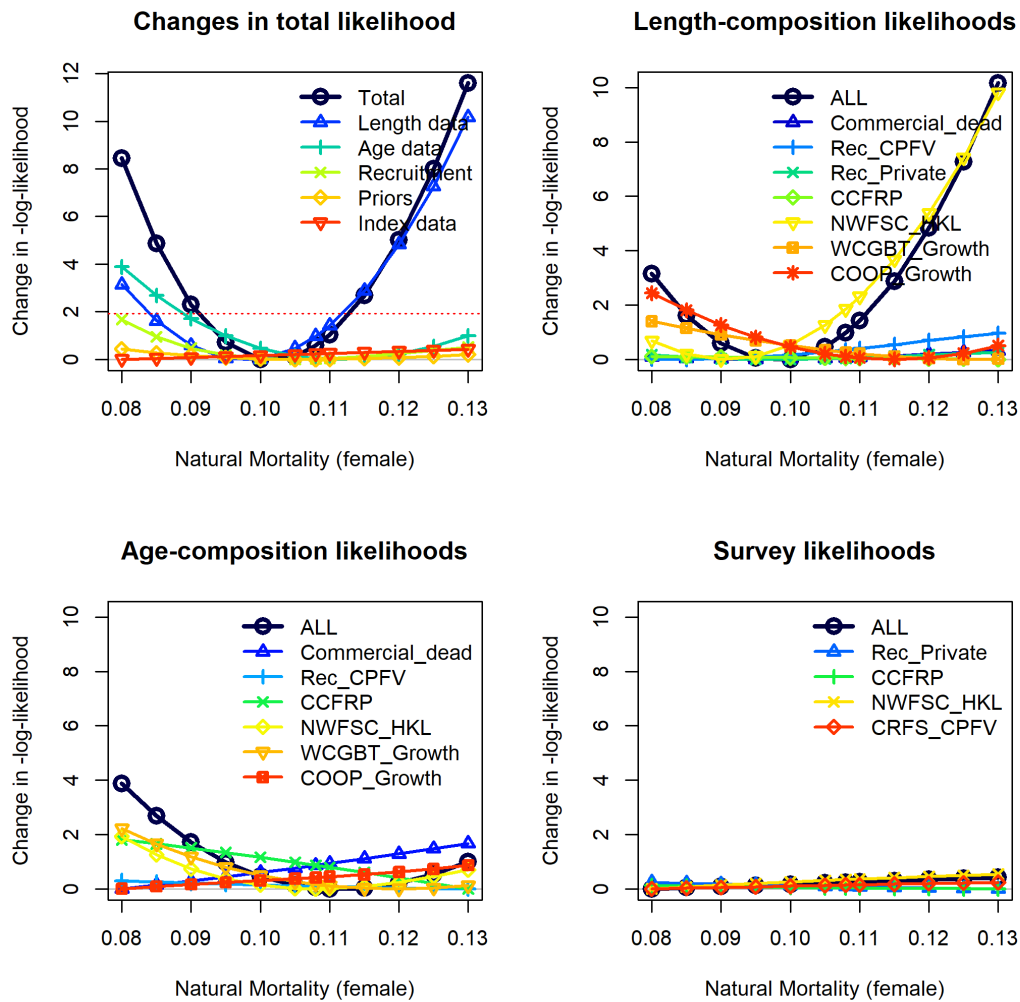 Changes in total likelihood
Change in -log-likelihood
12
10
8
6
4
2
0
Total
Length data
Age data
Recruitment
Priors
Index data
0.08 0.09 0.10 0.11 0.12 0.13
Natural Mortality (female)
Length-composition likelihoods
Change in -log-likelihood
10
8
6
4
2
0
ALL
Commercial_dead
Rec_CPFV
Rec_Private
CCFRP
NWFSC_HKL
WCGBT_Growth
COOP_Growth
0.08 0.09 0.10 0.11 0.12 0.13
Natural Mortality (female)
Age-composition likelihoods
Change in -log-likelihood
10
8
6
4
2
0
ALL
Commercial_dead
Rec_CPFV
CCFRP
NWFSC_HKL
WCGBT_Growth
COOP_Growth
0.08 0.09 0.10 0.11 0.12 0.13
Natural Mortality (female)
Survey likelihoods
Change in -log-likelihood
10
8
6
4
2
0
ALL
Rec_Private
CCFRP
NWFSC_HKL
CRFS_CPFV
0.08 0.09 0.10 0.11 0.12 0.13
Natural Mortality (female)